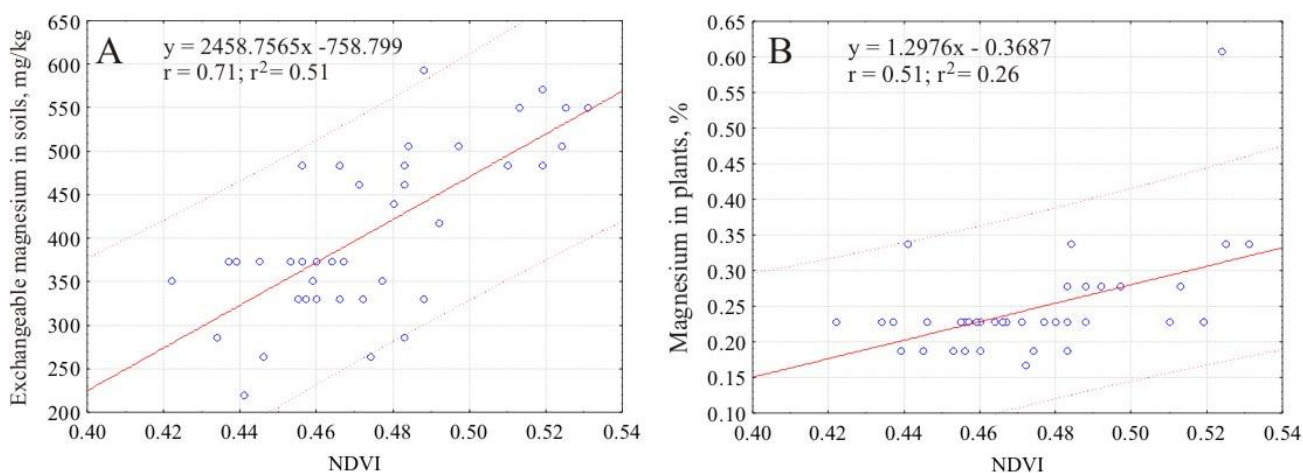 A
y = 2458.7565x -758.799
r = 0.71; r²= 0.51
Exchangeable magnesium in soils, mg/kg
650
600
550
500
450
400
350
300
250
200
0.40 0.42 0.44 0.46 0.48 0.50 0.52 0.54
NDVI
B
y = 1.2976x - 0.3687
r = 0.51; r²= 0.26
Magnesium in plants, %
0.65
0.60
0.55
0.50
0.45
0.40
0.35
0.30
0.25
0.20
0.15
0.10
0.40 0.42 0.44 0.46 0.48 0.50 0.52 0.54
NDVI